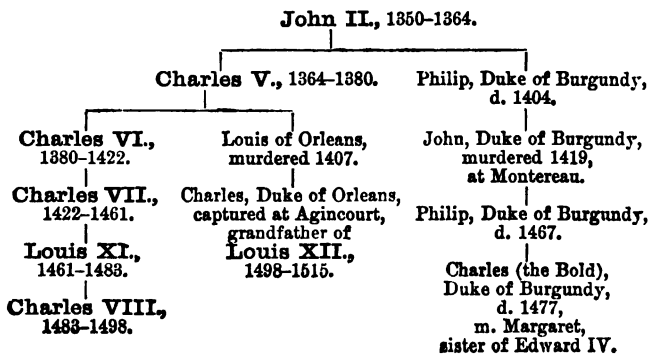 John II., 1350–1364.
Charles V., 1364–1380.
Philip, Duke of Burgundy,
d. 1404.
Charles VI.,
1380–1422.
Louis of Orleans,
murdered 1407.
John, Duke of Burgundy,
murdered 1419,
at Montereau.
Charles VII.,
1422–1461.
Charles, Duke of Orleans,
captured at Agincourt,
grandfather of
Louis XII.,
1498–1515.
Philip, Duke of Burgundy,
d. 1467.
Louis XI.,
1461–1483.
Charles VIII.,
1483–1498.
Charles (the Bold),
Duke of Burgundy,
d. 1477,
m. Margaret,
sister of Edward IV.